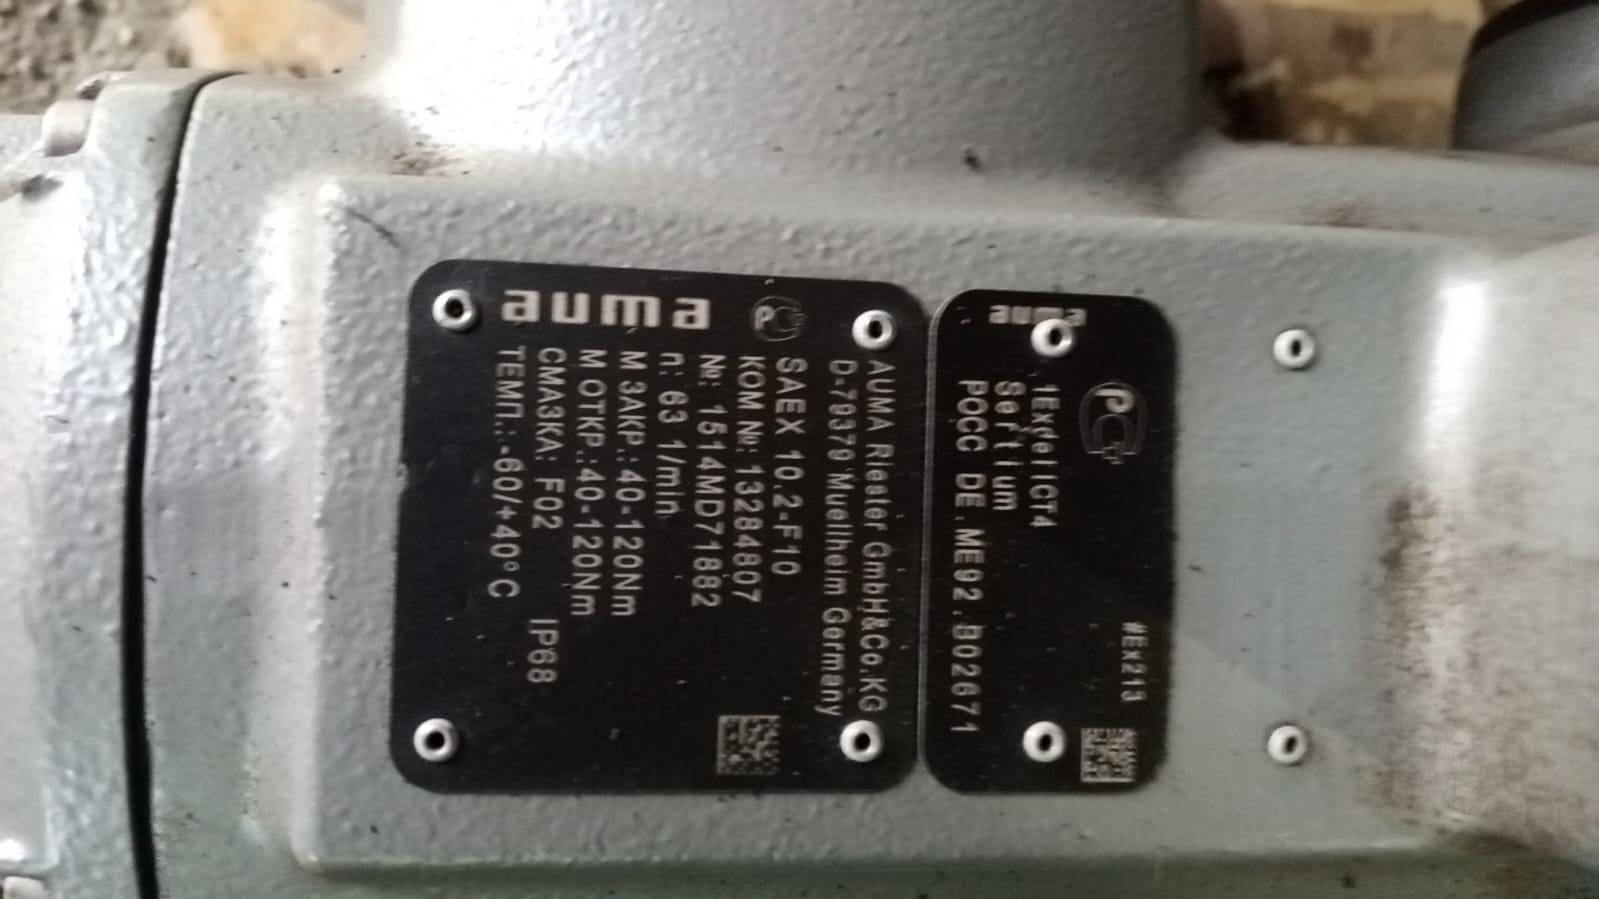 auma
AUMA Riester GmbH&Co.KG
D-79379 Muellheim Germany
SAEX 10.2-F10
КОМ №: 13284807
№: 1514MD71882
n: 63 1/min
М ЗАКР.: 40-120Nm
М ОТКР.: 40-120Nm
СМАЗКА: F02 IP68
ТЕМП.: -60/+40°C
auma
#Ex213
1ExdeIICT4
Sertium
РОСС DE.ME92.B02671